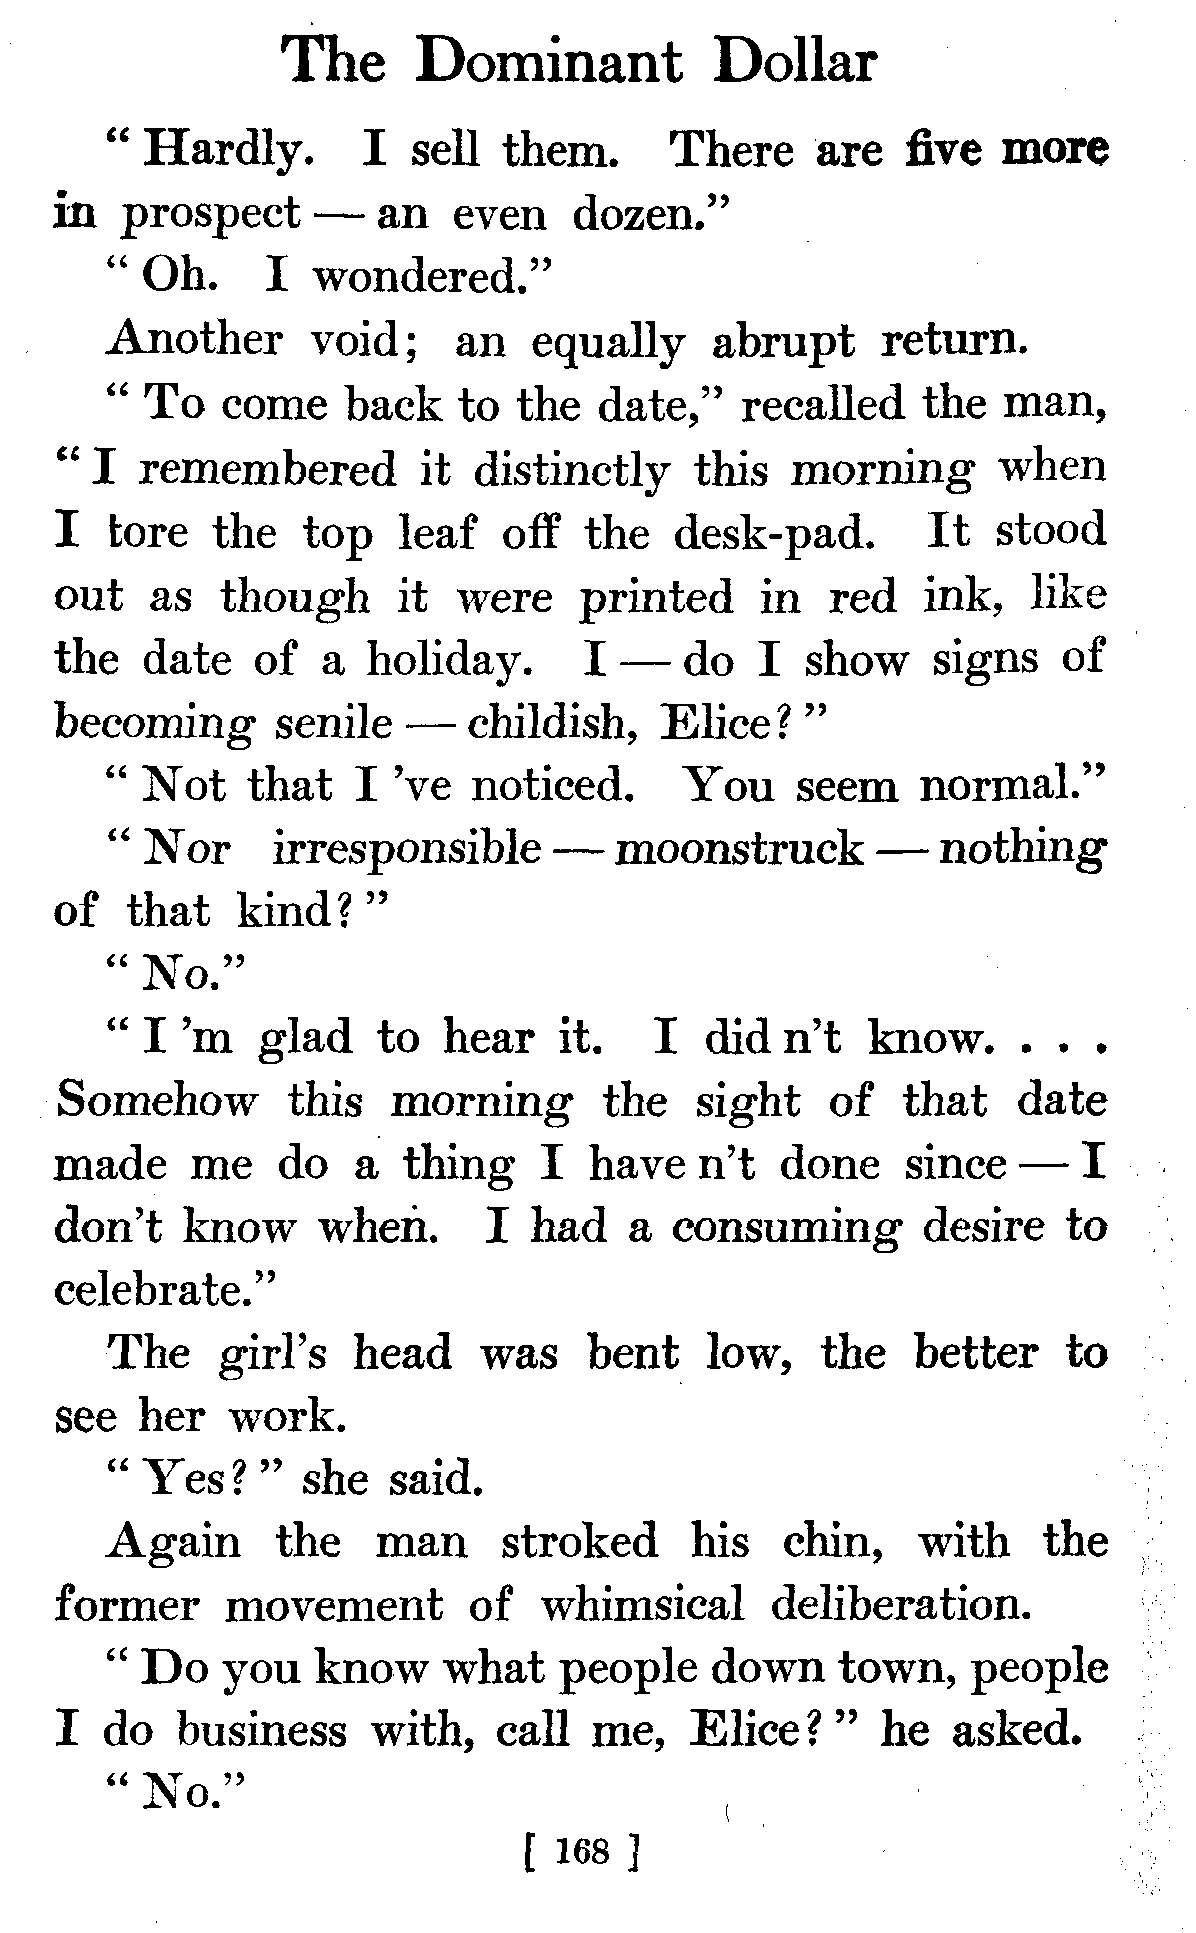 The Dominant Dollar
“ Hardly. I sell them. There are five more
in prospect — an even dozen.”
“ Oh. I wondered.”
Another void; an equally abrupt return.
“ To come back to the date,” recalled the man,
“ I remembered it distinctly this morning when
I tore the top leaf off the desk-pad. It stood
out as though it were printed in red ink, like
the date of a holiday. I — do I show signs of
becoming senile — childish, Elice? ”
“ Not that I ’ve noticed. You seem normal.”
“ Nor irresponsible — moonstruck — nothing
of that kind? ”
“ No.”
“ I ’m glad to hear it. I did n’t know. . . .
Somehow this morning the sight of that date
made me do a thing I have n’t done since — I
don’t know when. I had a consuming desire to
celebrate.”
The girl’s head was bent low, the better to
see her work.
“ Yes? ” she said.
Again the man stroked his chin, with the
former movement of whimsical deliberation.
“ Do you know what people down town, people
I do business with, call me, Elice? ” he asked.
“ No.”
[ 168 ]